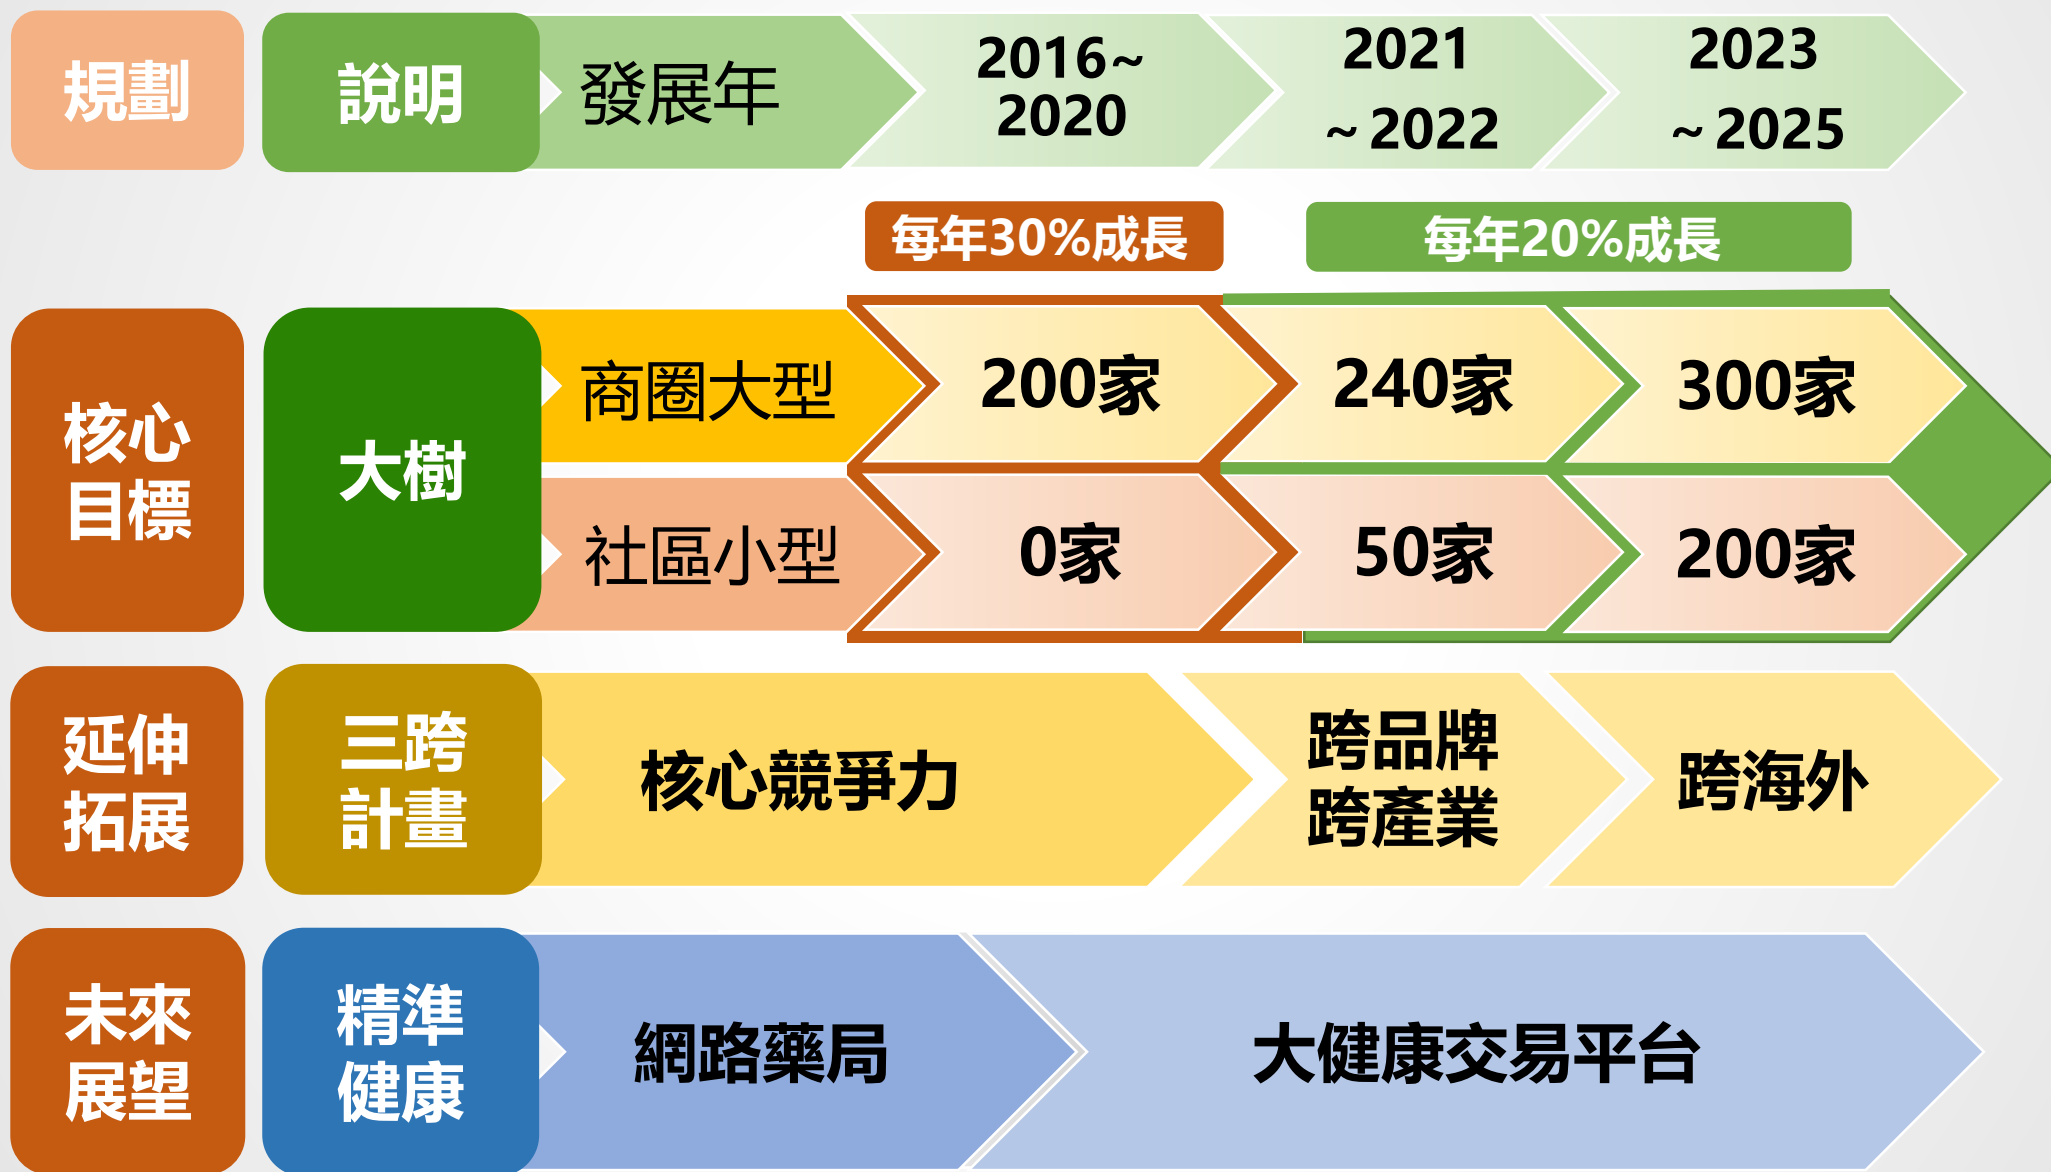 規劃
說明
發展年
2016~
2020
2021
~2022
2023
~2025
每年30%成長
每年20%成長
核心
目標
大樹
商圈大型
200家
240家
300家
社區小型
0家
50家
200家
延伸
拓展
三跨
計畫
核心競爭力
跨品牌
跨產業
跨海外
未來
展望
精準
健康
網路藥局
大健康交易平台